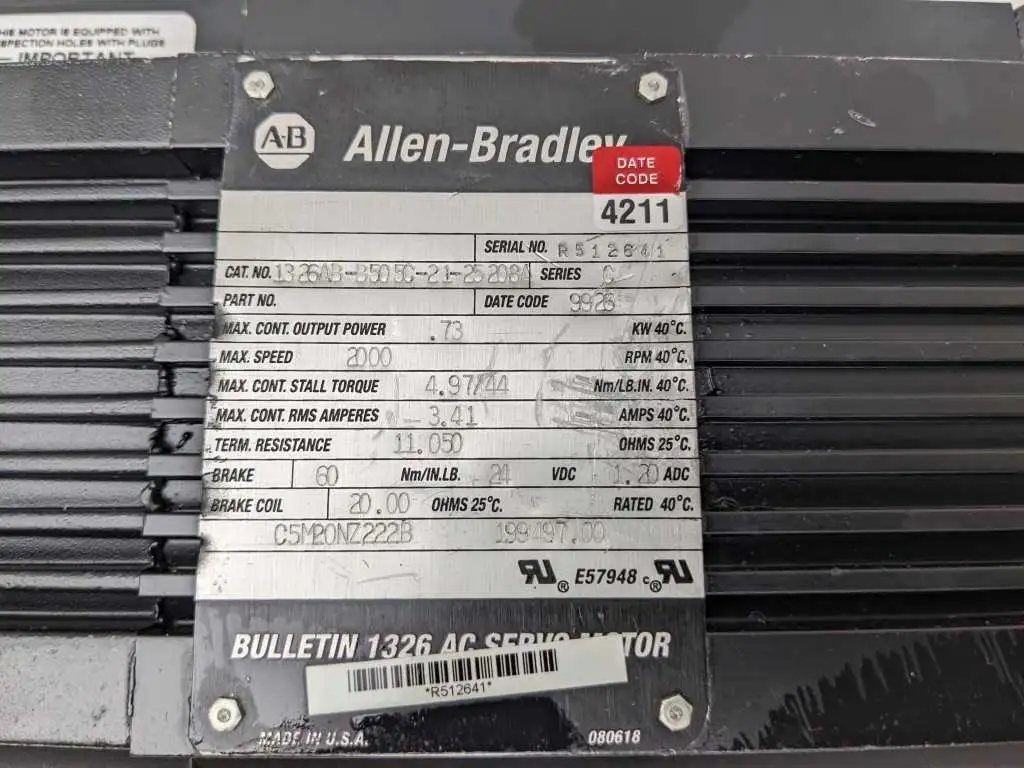 HIS MOTOR IS EQUIPPED WITH
SPECTION HOLES WITH PLUGS
IMPORTANT
A-B Allen-Bradley
DATE
CODE
4211
SERIAL NO. R512641
CAT. NO. 1326AB-B505C-21-25208A SERIES C
PART NO. DATE CODE
MAX. CONT. OUTPUT POWER .73 KW 40°C.
MAX. SPEED 2000 RPM 40°C.
MAX. CONT. STALL TORQUE 4.97/44 Nm/LB.IN. 40°C.
MAX. CONT. RMS AMPERES 3.41 AMPS 40°C.
TERM. RESISTANCE 11.050 OHMS 25°C.
BRAKE 60 Nm/IN.LB. 24 VDC 1.20 ADC
BRAKE COIL 20.00 OHMS 25°C. RATED 40°C.
C5M20NZ222B 199497.00
RU ® E57948 c ® RU
BULLETIN 1326 AC SERVO MOTOR
*R512641*
MADE IN U.S.A. 080618